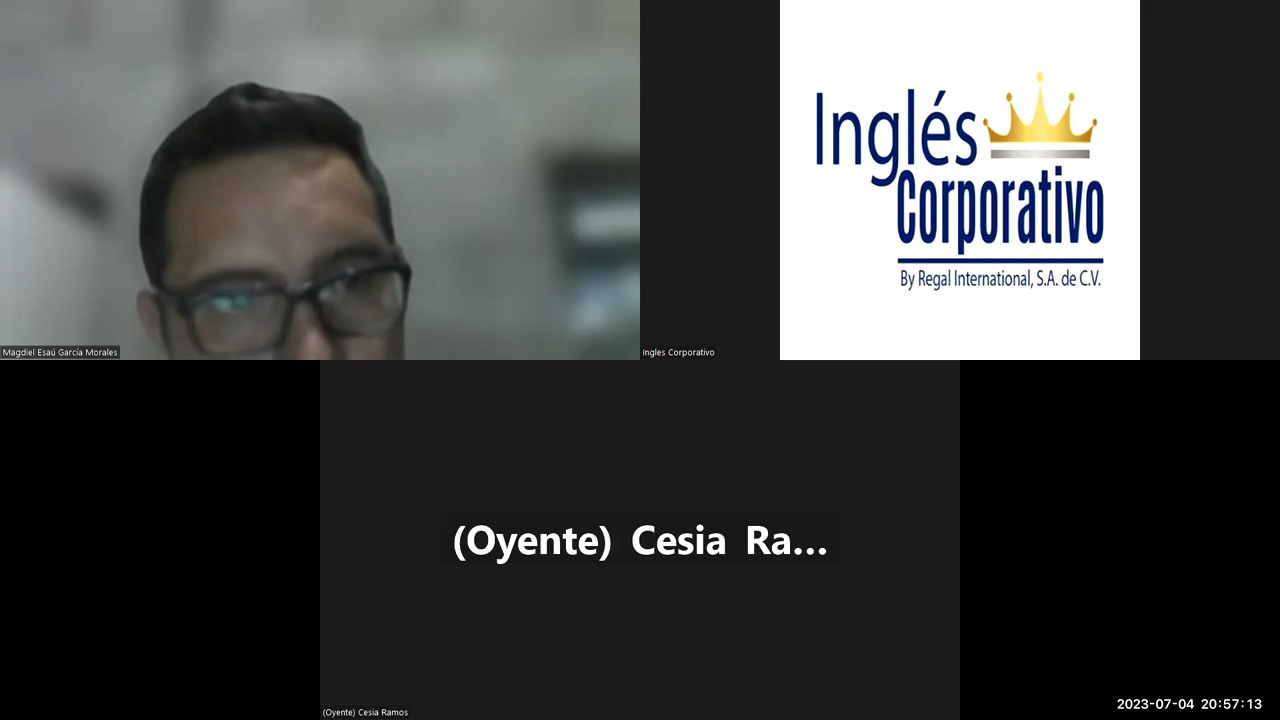 Inglés
Corporativo
By Regal International, S.A. de C.V.
Magdiel Esaú García Morales
Ingles Corporativo
(Oyente) Cesia Ra...
(Oyente) Cesia Ramos
2023-07-04 20:57:13